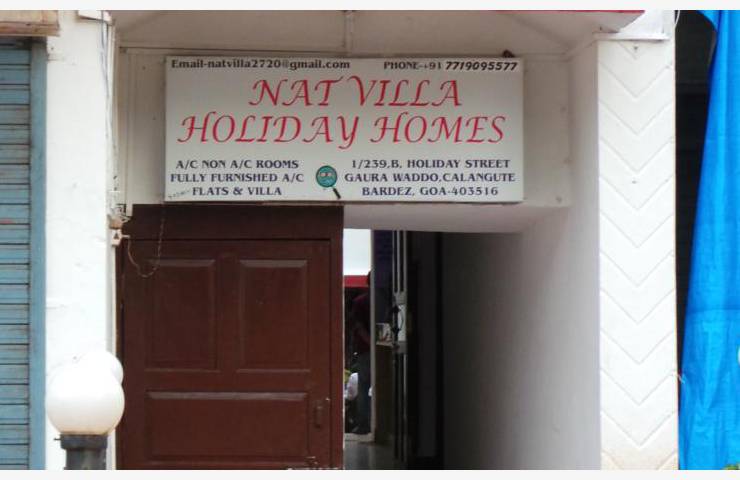 Email-natvilla2720@gmail.com PHONE-+91 7719095577
NAT VILLA
HOLIDAY HOMES
A/C NON A/C ROOMS 1/239,B, HOLIDAY STREET
FULLY FURNISHED A/C GAURA WADDO,CALANGUTE
FLATS & VILLA BARDEZ, GOA-403516